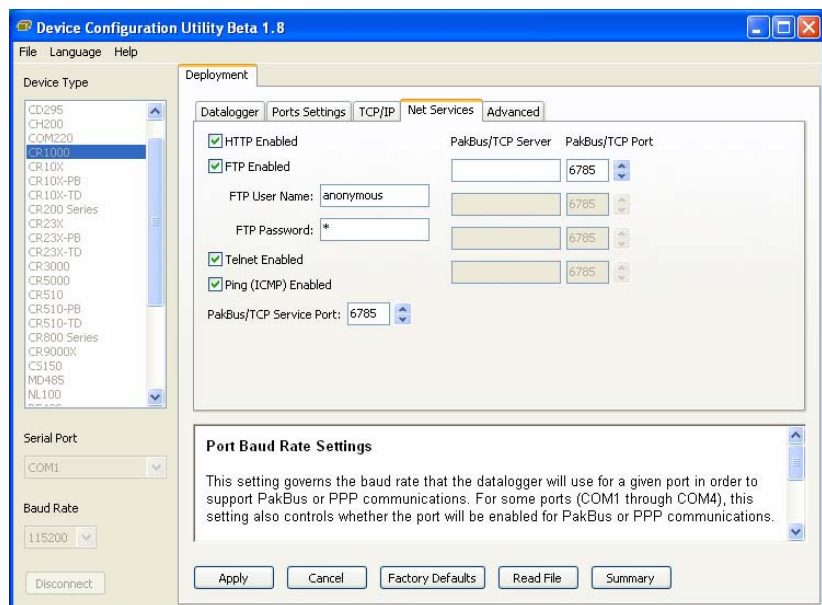 Device Configuration Utility Beta 1.8
File Language Help
Device Type
CD295
CH200
COM220
CR1000
CR10X
CR10X-PB
CR10X-TD
CR200 Series
CR23X
CR23X-PB
CR23X-TD
CR3000
CR5000
CR510
CR510-PB
CR510-TD
CR800 Series
CR9000X
CS150
MD485
NL100
Serial Port
COM1
Baud Rate
115200
Disconnect
Deployment
Datalogger Ports Settings TCP/IP Net Services Advanced
HTTP Enabled
FTP Enabled
FTP User Name: anonymous
FTP Password: *
Telnet Enabled
Ping (ICMP) Enabled
PakBus/TCP Service Port: 6785
PakBus/TCP Server PakBus/TCP Port
6785
6785
6785
6785
Port Baud Rate Settings
This setting governs the baud rate that the datalogger will use for a given port in order to
support PakBus or PPP communications. For some ports (COM1 through COM4), this
setting also controls whether the port will be enabled for PakBus or PPP communications.
Apply Cancel Factory Defaults Read File Summary